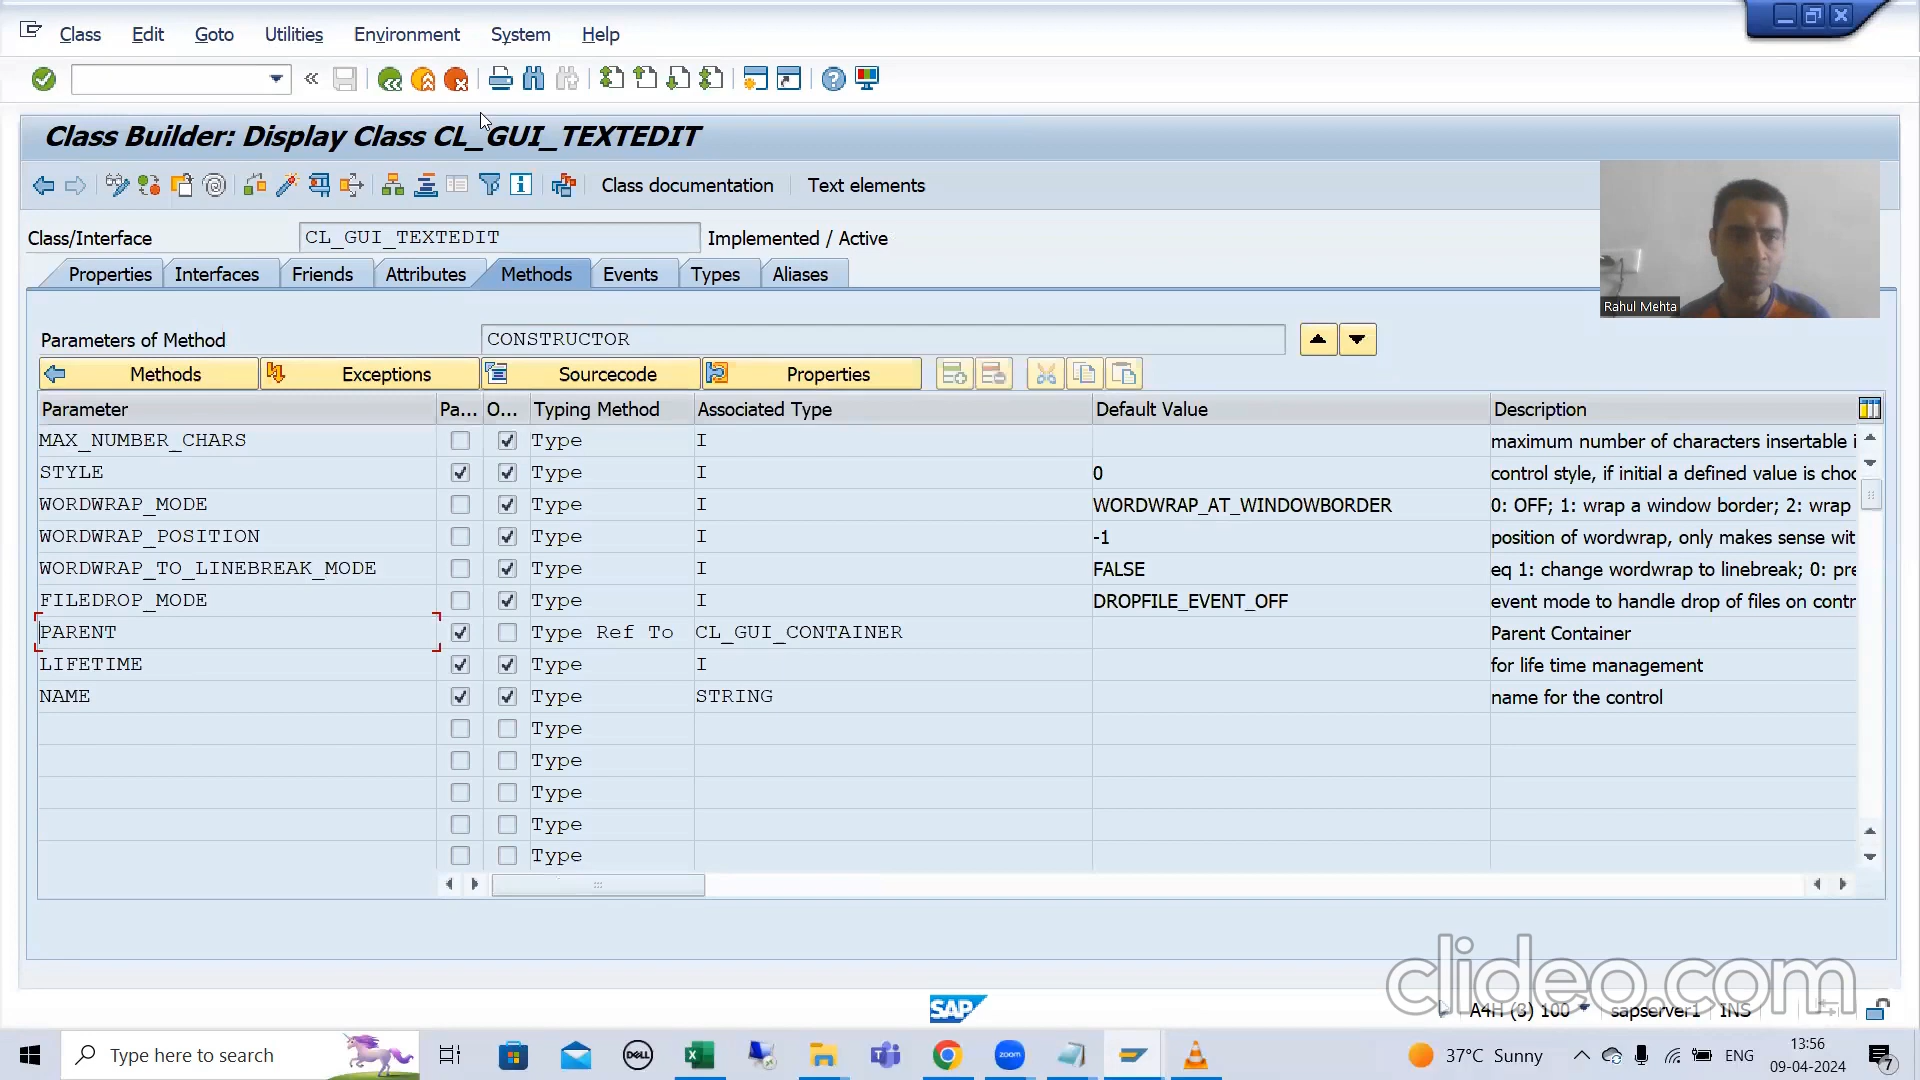 Class Edit Goto Utilities Environment System Help
Class Builder: Display Class CL_GUI_TEXTEDIT
Class documentation Text elements
Class/Interface CL_GUI_TEXTEDIT Implemented / Active
Properties Interfaces Friends Attributes Methods Events Types Aliases
Rahul Mehta
Parameters of Method CONSTRUCTOR
Methods Exceptions Sourcecode Properties
Parameter Pa... O... Typing Method Associated Type Default Value Description
MAX_NUMBER_CHARS Type I maximum number of characters insertable i
STYLE Type I 0 control style, if initial a defined value is choo
WORDWRAP_MODE Type I WORDWRAP_AT_WINDOWBORDER 0: OFF; 1: wrap a window border; 2: wrap
WORDWRAP_POSITION Type I -1 position of wordwrap, only makes sense wit
WORDWRAP_TO_LINEBREAK_MODE Type I FALSE eq 1: change wordwrap to linebreak; 0: pre
FILEDROP_MODE Type I DROPFILE_EVENT_OFF event mode to handle drop of files on contr
PARENT Type Ref To CL_GUI_CONTAINER Parent Container
LIFETIME Type I for life time management
NAME Type STRING name for the control
Type
Type
Type
Type
Type
clideo.com
SAP A4H (3) 100 sapserver1 INS
Type here to search DELL zoom 37°C Sunny ENG 13:56
09-04-2024 7